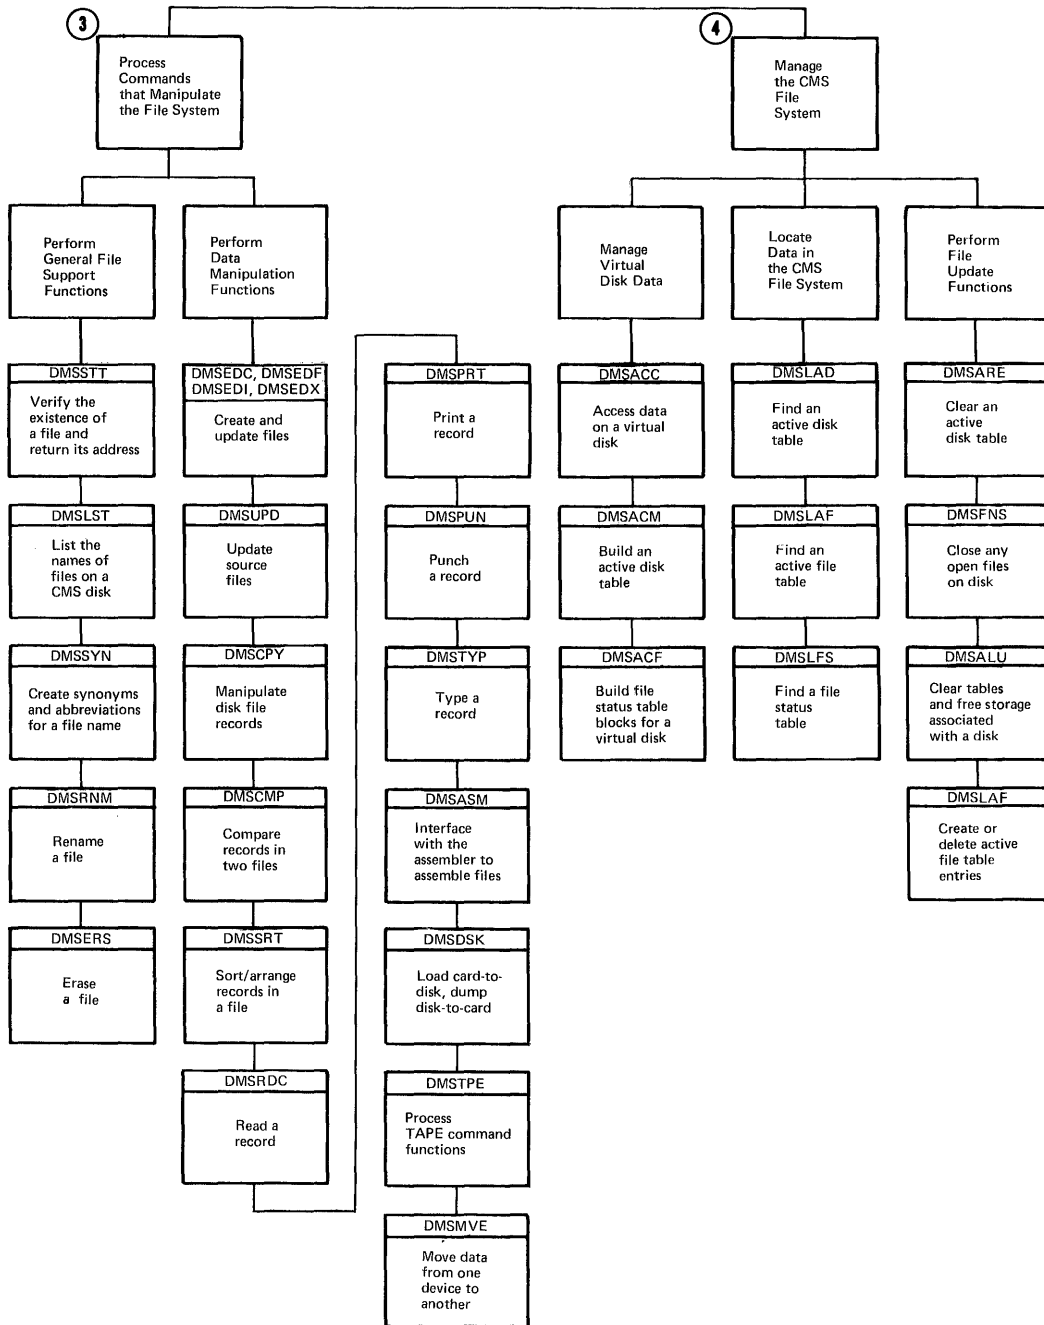 3
Process
Commands
that Manipulate
the File System
4
Manage
the CMS
File
System
Perform
General File
Support
Functions
Perform
Data
Manipulation
Functions
Manage
Virtual
Disk Data
Locate
Data in
the CMS
File System
Perform
File
Update
Functions
DMSSTT
Verify the
existence of
a file and
return its address
DMSLST
List the
names of
files on a
CMS disk
DMSSYN
Create synonyms
and abbreviations
for a file name
DMSRNM
Rename
a file
DMSERS
Erase
a file
DMSEDC, DMSEDF
DMSEDI, DMSEDX
Create and
update files
DMSUPD
Update
source
files
DMSCPY
Manipulate
disk file
records
DMSCMP
Compare
records in
two files
DMSSRT
Sort/arrange
records in
a file
DMSRDC
Read a
record
DMSPRT
Print a
record
DMSPUN
Punch
a record
DMSTYP
Type a
record
DMSASM
Interface
with the
assembler to
assemble files
DMSDSK
Load card-to-
disk, dump
disk-to-card
DMSTPE
Process
TAPE command
functions
DMSMVE
Move data
from one
device to
another
DMSACC
Access data
on a virtual
disk
DMSACM
Build an
active disk
table
DMSACF
Build file
status table
blocks for a
virtual disk
DMSLAD
Find an
active disk
table
DMSLAF
Find an
active file
table
DMSLFS
Find a file
status
table
DMSARE
Clear an
active
disk table
DMSFNS
Close any
open files
on disk
DMSALU
Clear tables
and free storage
associated
with a disk
DMSLAF
Create or
delete active
file table
entries